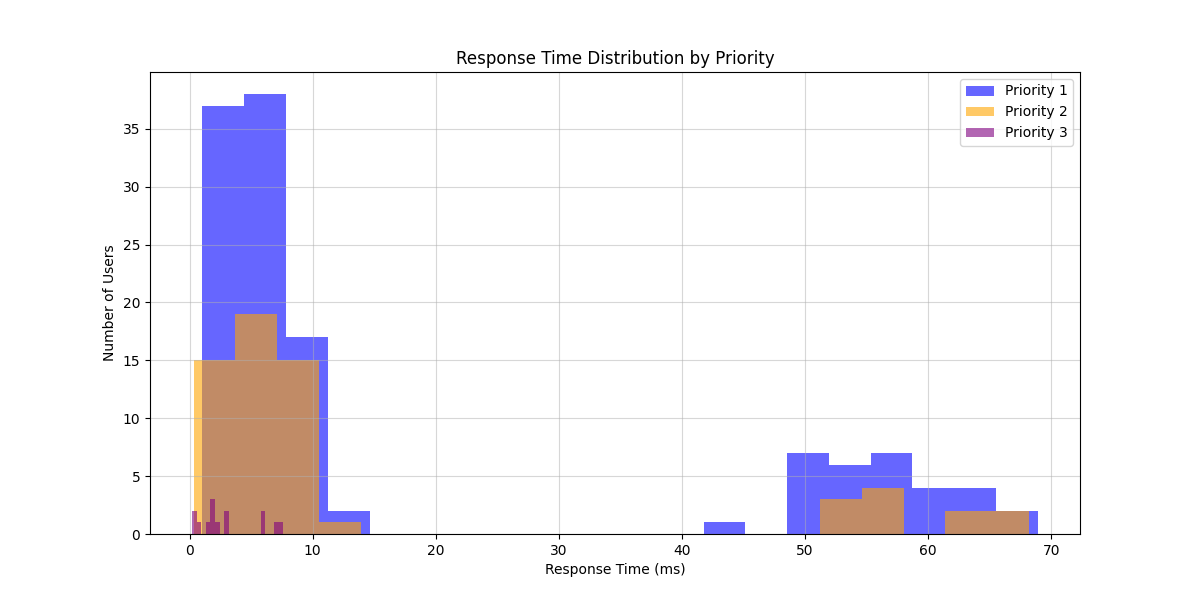 Response Time Distribution by Priority
Priority 1
Priority 2
Priority 3
Number of Users
35
30
25
20
15
10
5
0
0 10 20 30 40 50 60 70
Response Time (ms)